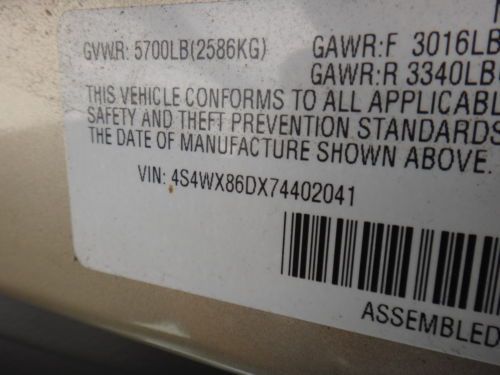 GVWR: 5700LB(2586KG) GAWR:F 3016LB
GAWR:R 3340LB
THIS VEHICLE CONFORMS TO ALL APPLICABL
SAFETY AND THEFT PREVENTION STANDARDS
THE DATE OF MANUFACTURE SHOWN ABOVE.
VIN: 4S4WX86DX74402041
ASSEMBLED